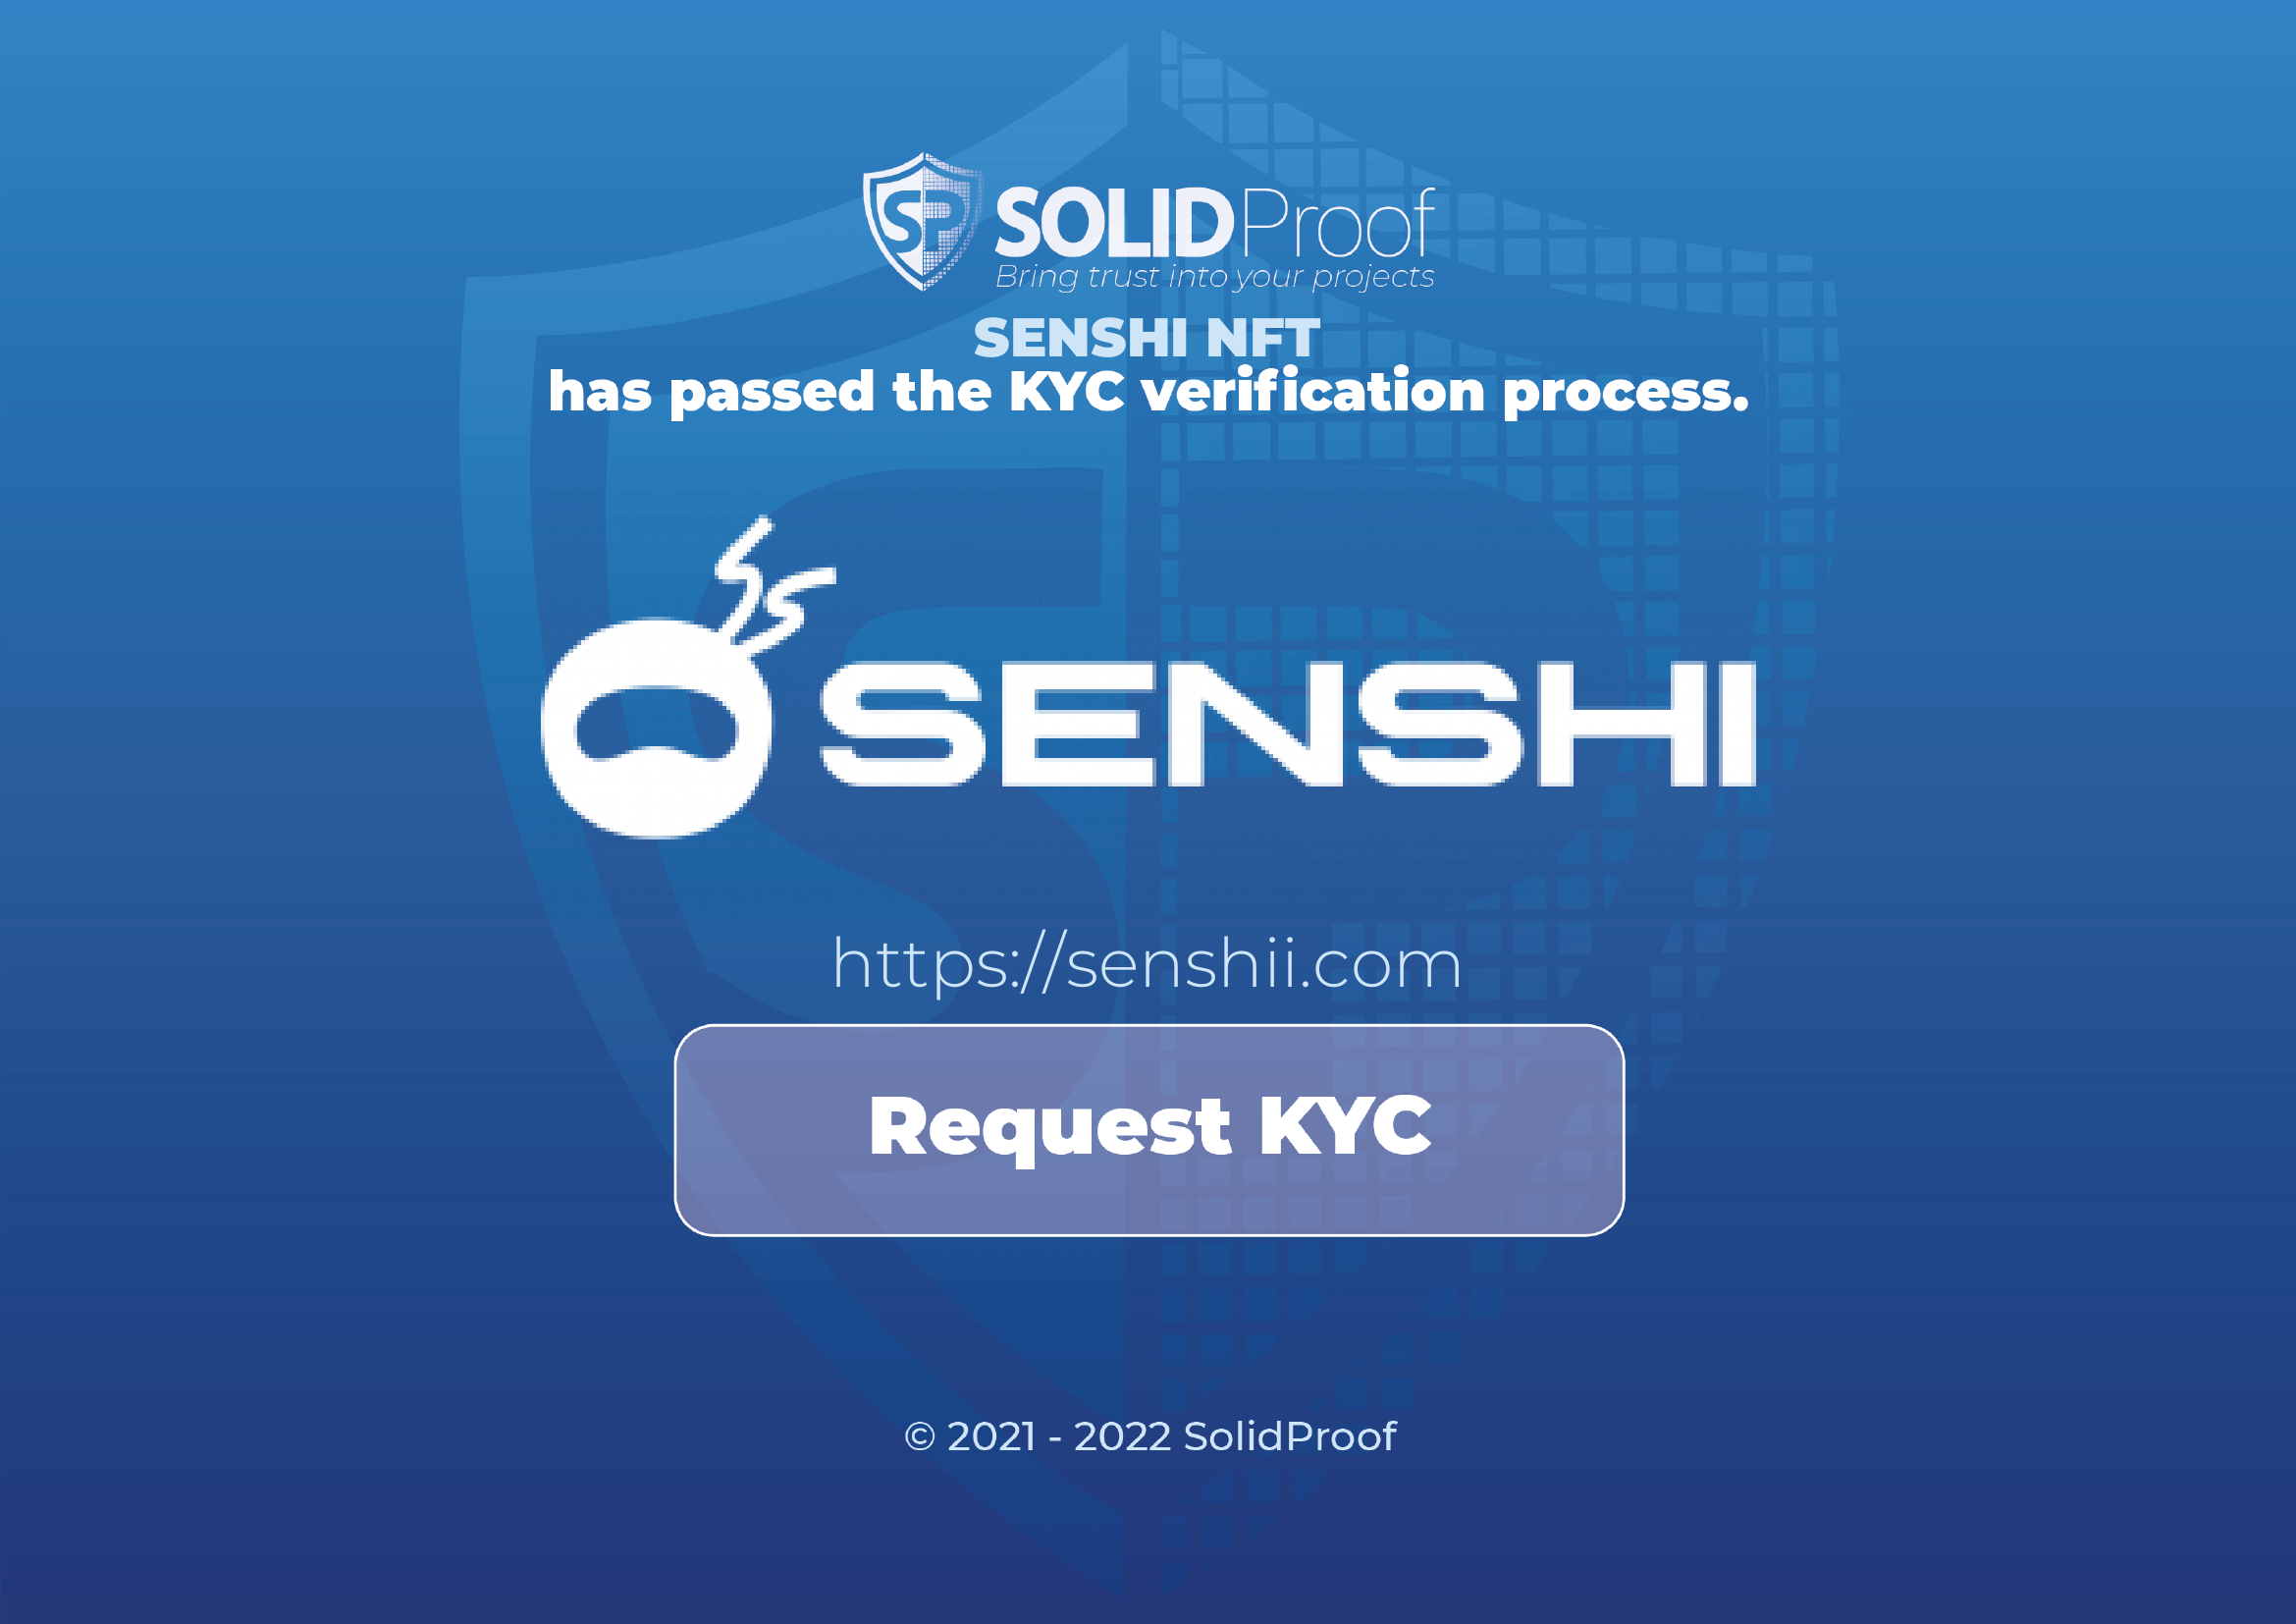 SP SOLIDProof
Bring trust into your projects
SENSHI NFT
has passed the KYC verification process.
SENSHI
https://senshii.com
Request KYC
© 2021 - 2022 SolidProof